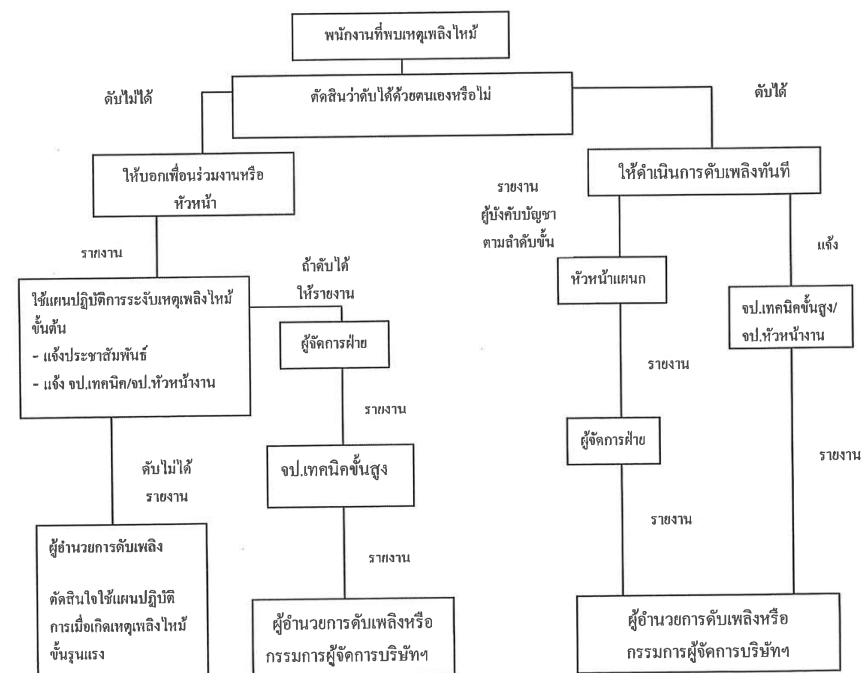 พนักงานที่พบเหตุเพลิงไหม้
ตัดสินว่าดับได้ด้วยตนเองหรือไม่
ดับไม่ได้
ดับได้
ให้บอกเพื่อนร่วมงานหรือ
หัวหน้า
ให้ดำเนินการดับเพลิงทันที
รายงาน
ใช้แผนปฏิบัติการระงับเหตุเพลิงไหม้
ขั้นต้น
- แจ้งประชาสัมพันธ์
- แจ้ง จป.เทคนิค/จป.หัวหน้างาน
ถ้าดับได้
ให้รายงาน
ผู้จัดการฝ่าย
รายงาน
จป.เทคนิคขั้นสูง
รายงาน
ผู้อำนวยการดับเพลิงหรือ
กรรมการผู้จัดการบริษัทฯ
ดับไม่ได้
รายงาน
ผู้อำนวยการดับเพลิง
ตัดสินใจใช้แผนปฏิบัติ
การเมื่อเกิดเหตุเพลิงไหม้
ขั้นรุนแรง
รายงาน
ผู้บังคับบัญชา
ตามลำดับขั้น
หัวหน้าแผนก
รายงาน
ผู้จัดการฝ่าย
รายงาน
แจ้ง
จป.เทคนิคขั้นสูง/
จป.หัวหน้างาน
รายงาน
ผู้อำนวยการดับเพลิงหรือ
กรรมการผู้จัดการบริษัทฯ